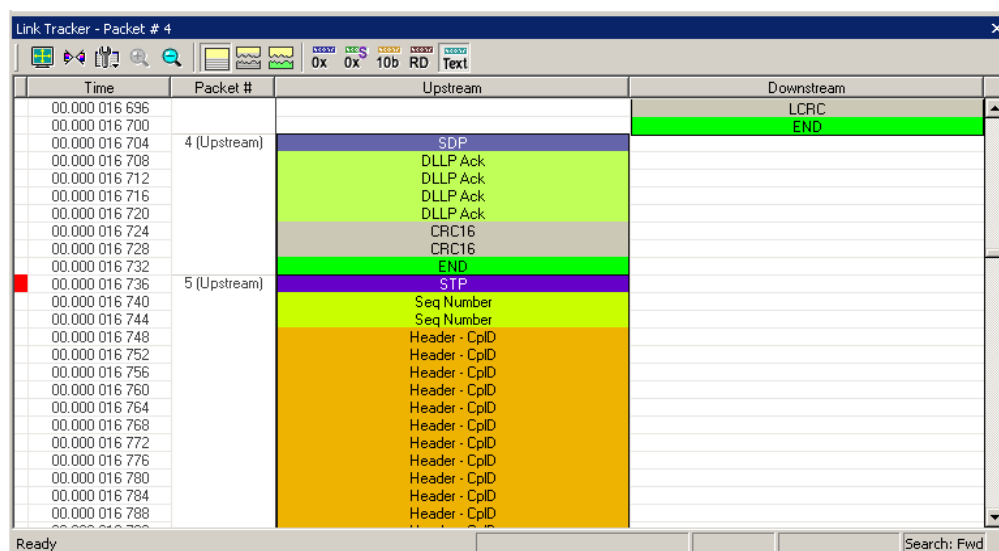 Link Tracker - Packet # 4
0x 0x S 10b RD Text
Time Packet # Upstream Downstream
00.000 016 696 LCRC
00.000 016 700 END
00.000 016 704 4 (Upstream) SDP
00.000 016 708 DLLP Ack
00.000 016 712 DLLP Ack
00.000 016 716 DLLP Ack
00.000 016 720 DLLP Ack
00.000 016 724 CRC16
00.000 016 728 CRC16
00.000 016 732 END
00.000 016 736 5 (Upstream) STP
00.000 016 740 Seq Number
00.000 016 744 Seq Number
00.000 016 748 Header - CplD
00.000 016 752 Header - CplD
00.000 016 756 Header - CplD
00.000 016 760 Header - CplD
00.000 016 764 Header - CplD
00.000 016 768 Header - CplD
00.000 016 772 Header - CplD
00.000 016 776 Header - CplD
00.000 016 780 Header - CplD
00.000 016 784 Header - CplD
00.000 016 788 Header - CplD
Ready Search: Fwd